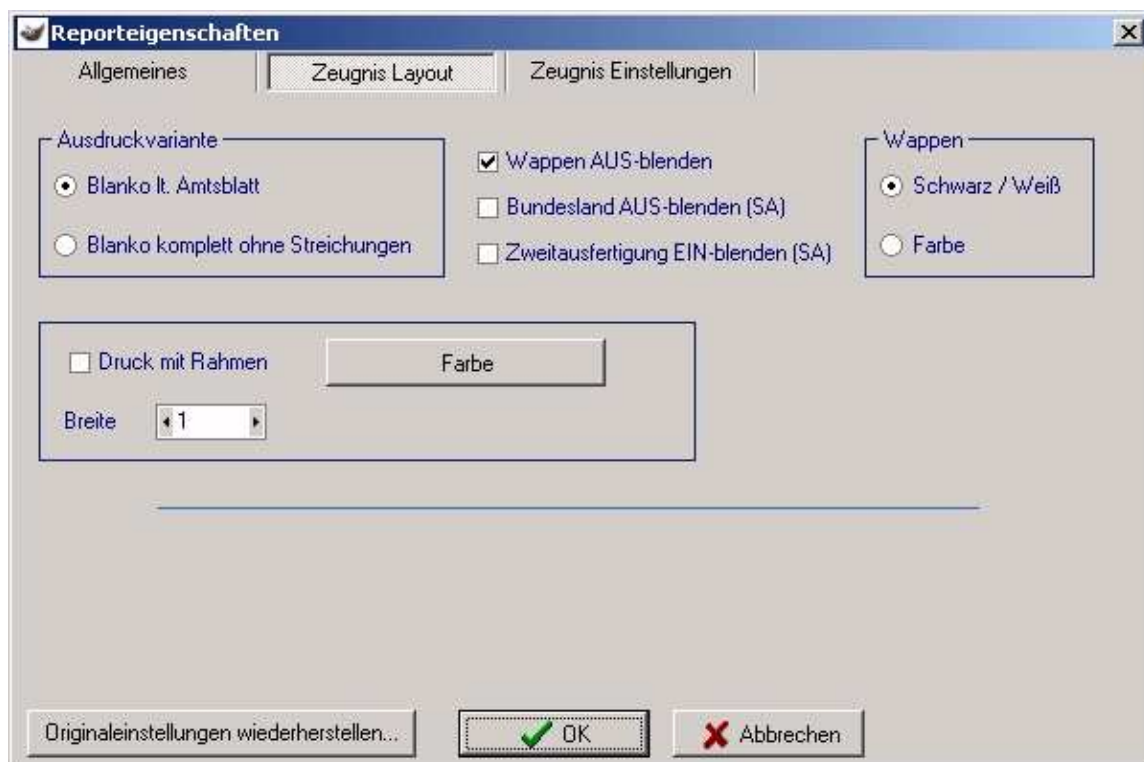 Reporteigenschaften
Allgemeines
Zeugnis Layout
Zeugnis Einstellungen
Ausdruckvariante
Blanko lt. Amtsblatt
Blanko komplett ohne Streichungen
Wappen AUS-blenden
Bundesland AUS-blenden (SA)
Zweitausfertigung EIN-blenden (SA)
Wappen
Schwarz / Weiß
Farbe
Druck mit Rahmen
Farbe
Breite
1
Originaleinstellungen wiederherstellen...
OK
Abbrechen